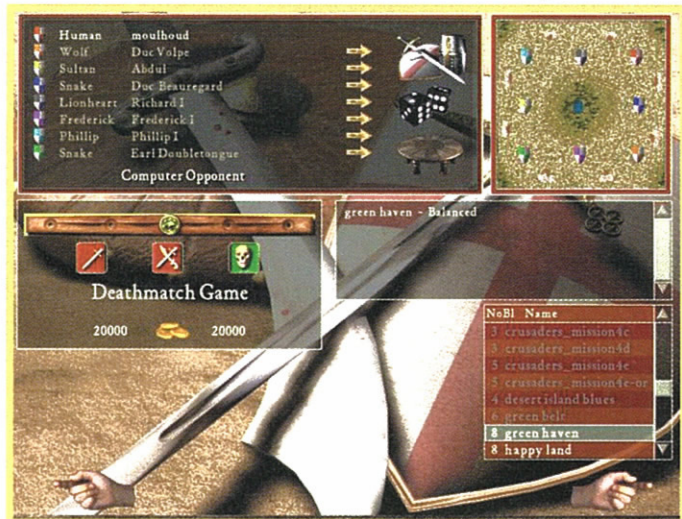 Human moulhoud
Wolf Duc Volpe
Sultan Abdul
Snake Duc Beauregard
Lionheart Richard I
Frederick Frederick I
Phillip Phillip I
Snake Earl Doubletongue
Computer Opponent
Deathmatch Game
20000 20000
green haven - Balanced
NoBl Name
3 crusaders_mission4c
3 crusaders_mission4d
5 crusaders_mission4e
5 crusaders_mission4e-or
4 desert island blues
6 green belt
8 green haven
8 happy land